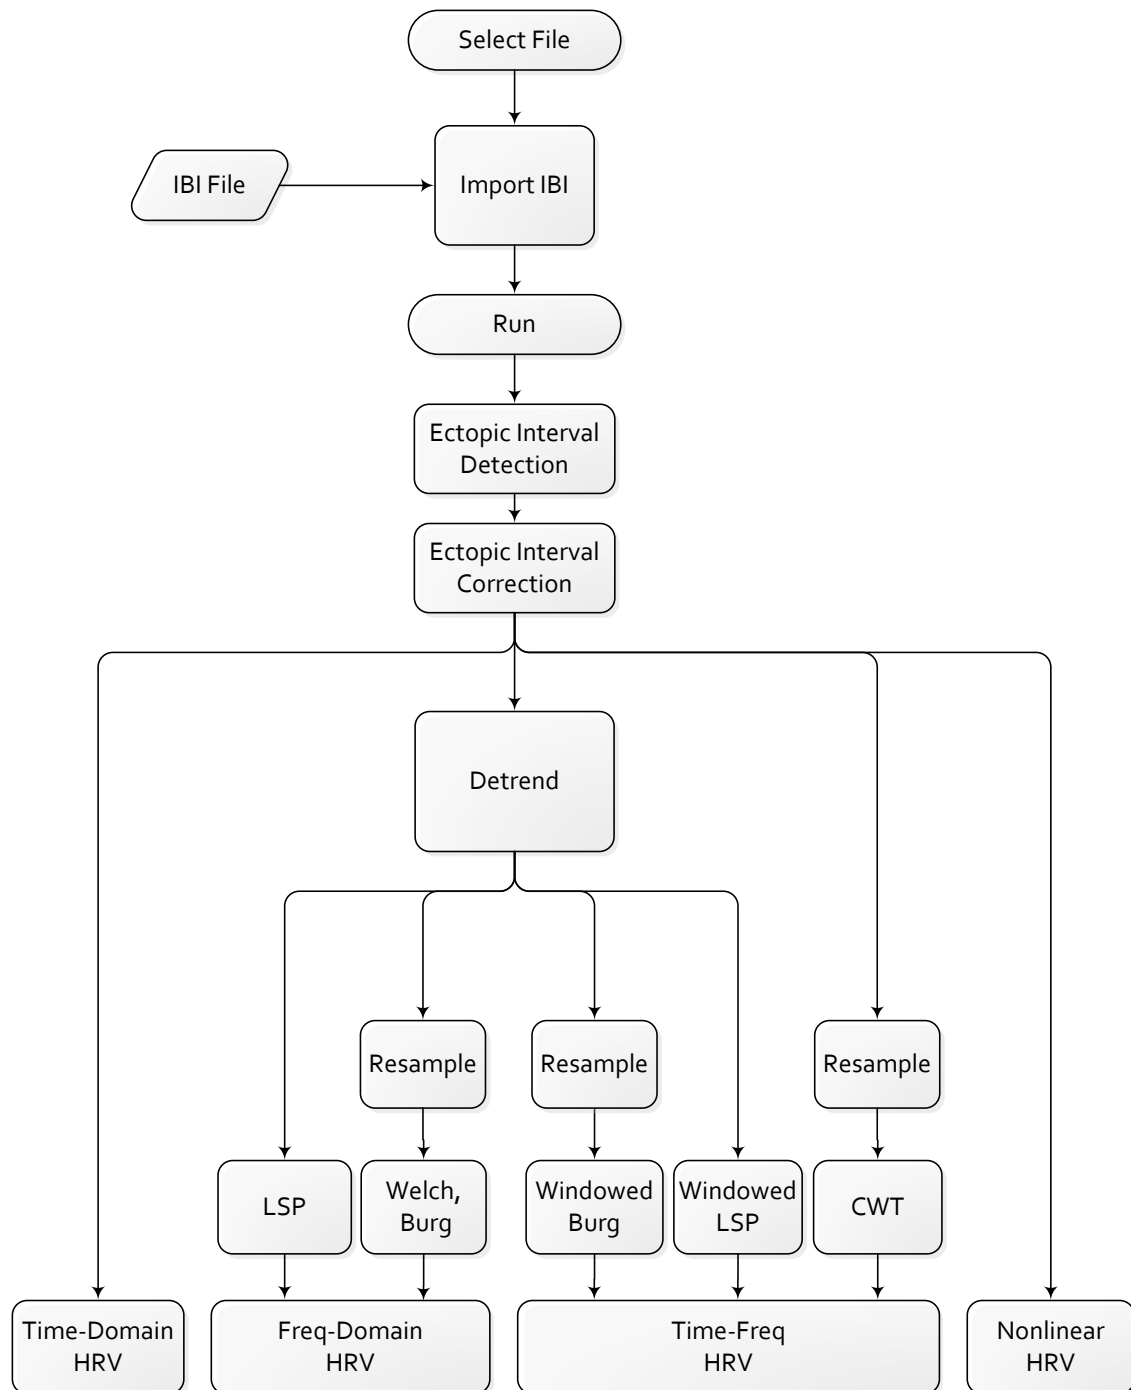 Select File
IBI File
Import IBI
Run
Ectopic Interval
Detection
Ectopic Interval
Correction
Detrend
Resample
Resample
Resample
LSP
Welch,
Burg
Windowed
Burg
Windowed
LSP
CWT
Time-Domain
HRV
Freq-Domain
HRV
Time-Freq
HRV
Nonlinear
HRV